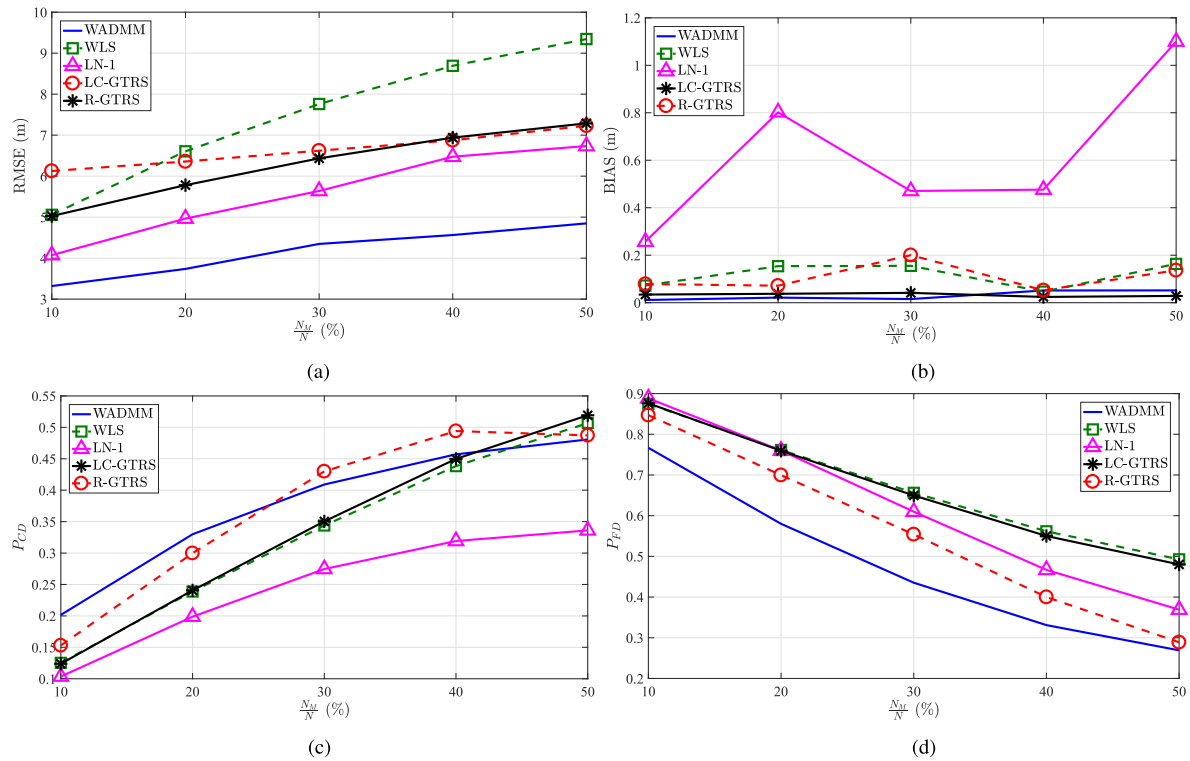 10
9
8
7
6
5
4
3
RMSE (m)
WADMM
WLS
LN-1
LC-GTRS
R-GTRS
10 20 30 40 50
N_M/N (%)
(a)
1.2
1
0.8
0.6
0.4
0.2
0
BIAS (m)
WADMM
WLS
LN-1
LC-GTRS
R-GTRS
10 20 30 40 50
N_M/N (%)
(b)
0.55
0.5
0.45
0.4
0.35
0.3
0.25
0.2
0.15
0.1
P_CD
WADMM
WLS
LN-1
LC-GTRS
R-GTRS
10 20 30 40 50
N_M/N (%)
(c)
0.9
0.8
0.7
0.6
0.5
0.4
0.3
0.2
P_FD
WADMM
WLS
LN-1
LC-GTRS
R-GTRS
10 20 30 40 50
N_M/N (%)
(d)